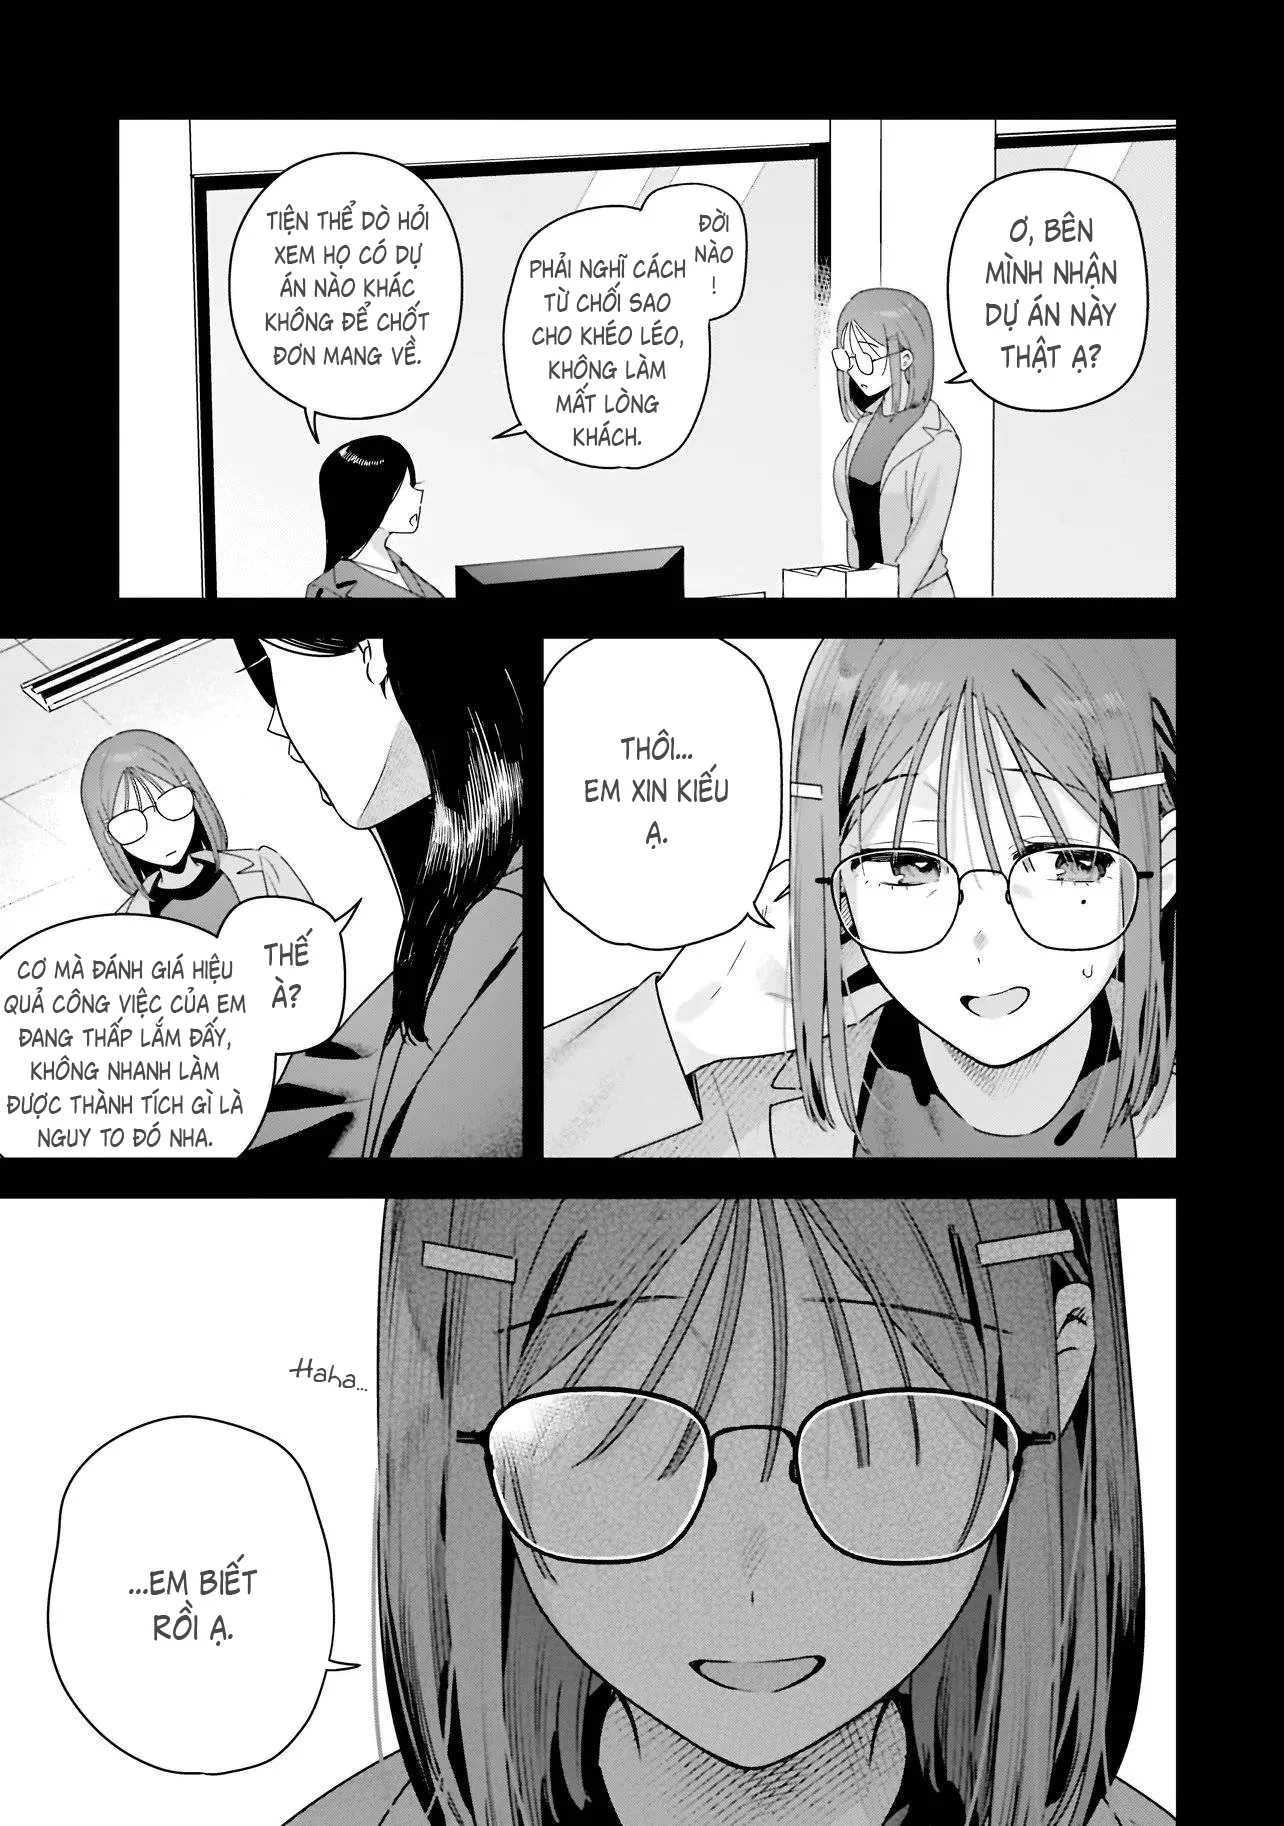 Ơ, BÊN
MÌNH NHẬN
DỰ ÁN NÀY
THẬT Ạ?
ĐỜI
NÀO
!
PHẢI NGHĨ CÁCH
TỪ CHỐI SAO
CHO KHÉO LÉO,
KHÔNG LÀM
MẤT LÒNG
KHÁCH.
TIỆN THỂ DÒ HỎI
XEM HỌ CÓ DỰ
ÁN NÀO KHÁC
KHÔNG ĐỂ CHỐT
ĐƠN MANG VỀ.
THÔI...
EM XIN KIẾU
Ạ.
THẾ
À?
CƠ MÀ ĐÁNH GIÁ HIỆU
QUẢ CÔNG VIỆC CỦA EM
ĐANG THẤP LẮM ĐẤY,
KHÔNG NHANH LÀM
ĐƯỢC THÀNH TÍCH GÌ LÀ
NGUY TO ĐÓ NHA.
Haha...
...EM BIẾT
RỒI Ạ.